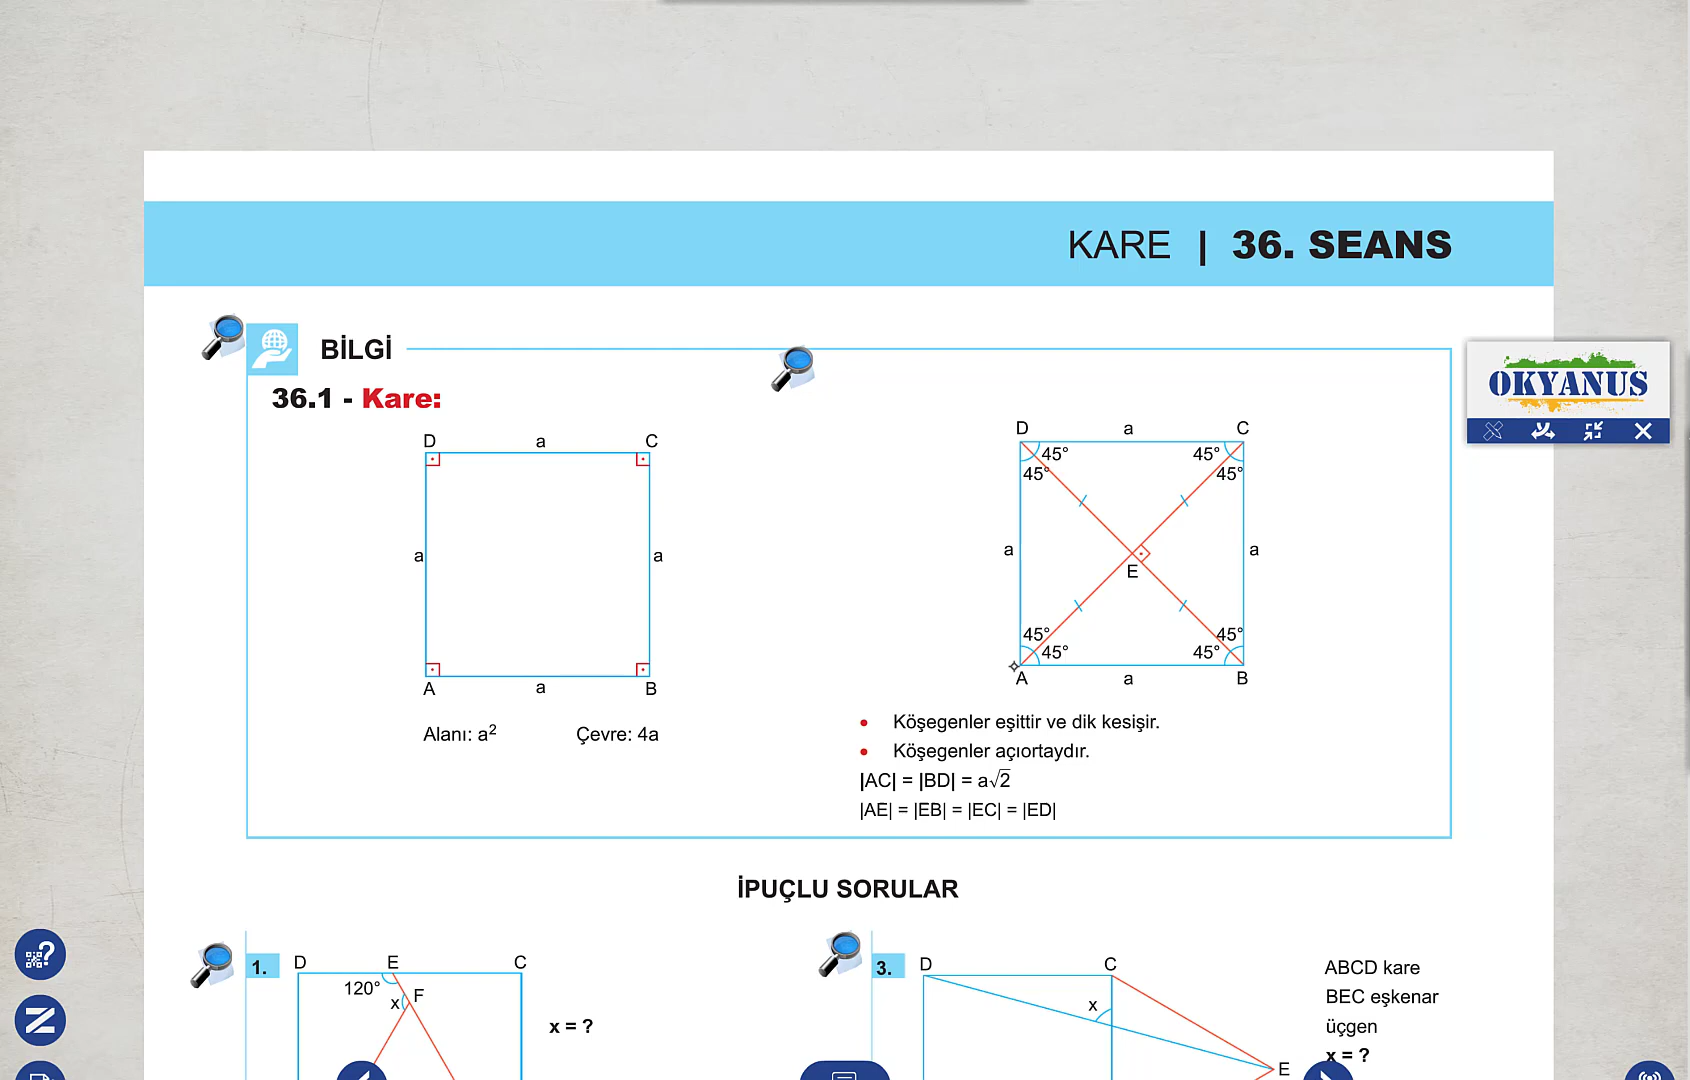 KARE | 36. SEANS
BİLGİ
36.1 - Kare:
OKYANUS
D a C
a a
A a B
Alanı: a² Çevre: 4a
D a C
45° 45°
45° 45°
a a
E
45° 45°
45° 45°
A a B
• Köşegenler eşittir ve dik kesişir.
• Köşegenler açıortaydır.
|AC| = |BD| = a√2
|AE| = |EB| = |EC| = |ED|
İPUÇLU SORULAR
1.
D E C
120°
x F
x = ?
3.
D C
x
E
ABCD kare
BEC eşkenar
üçgen
x = ?